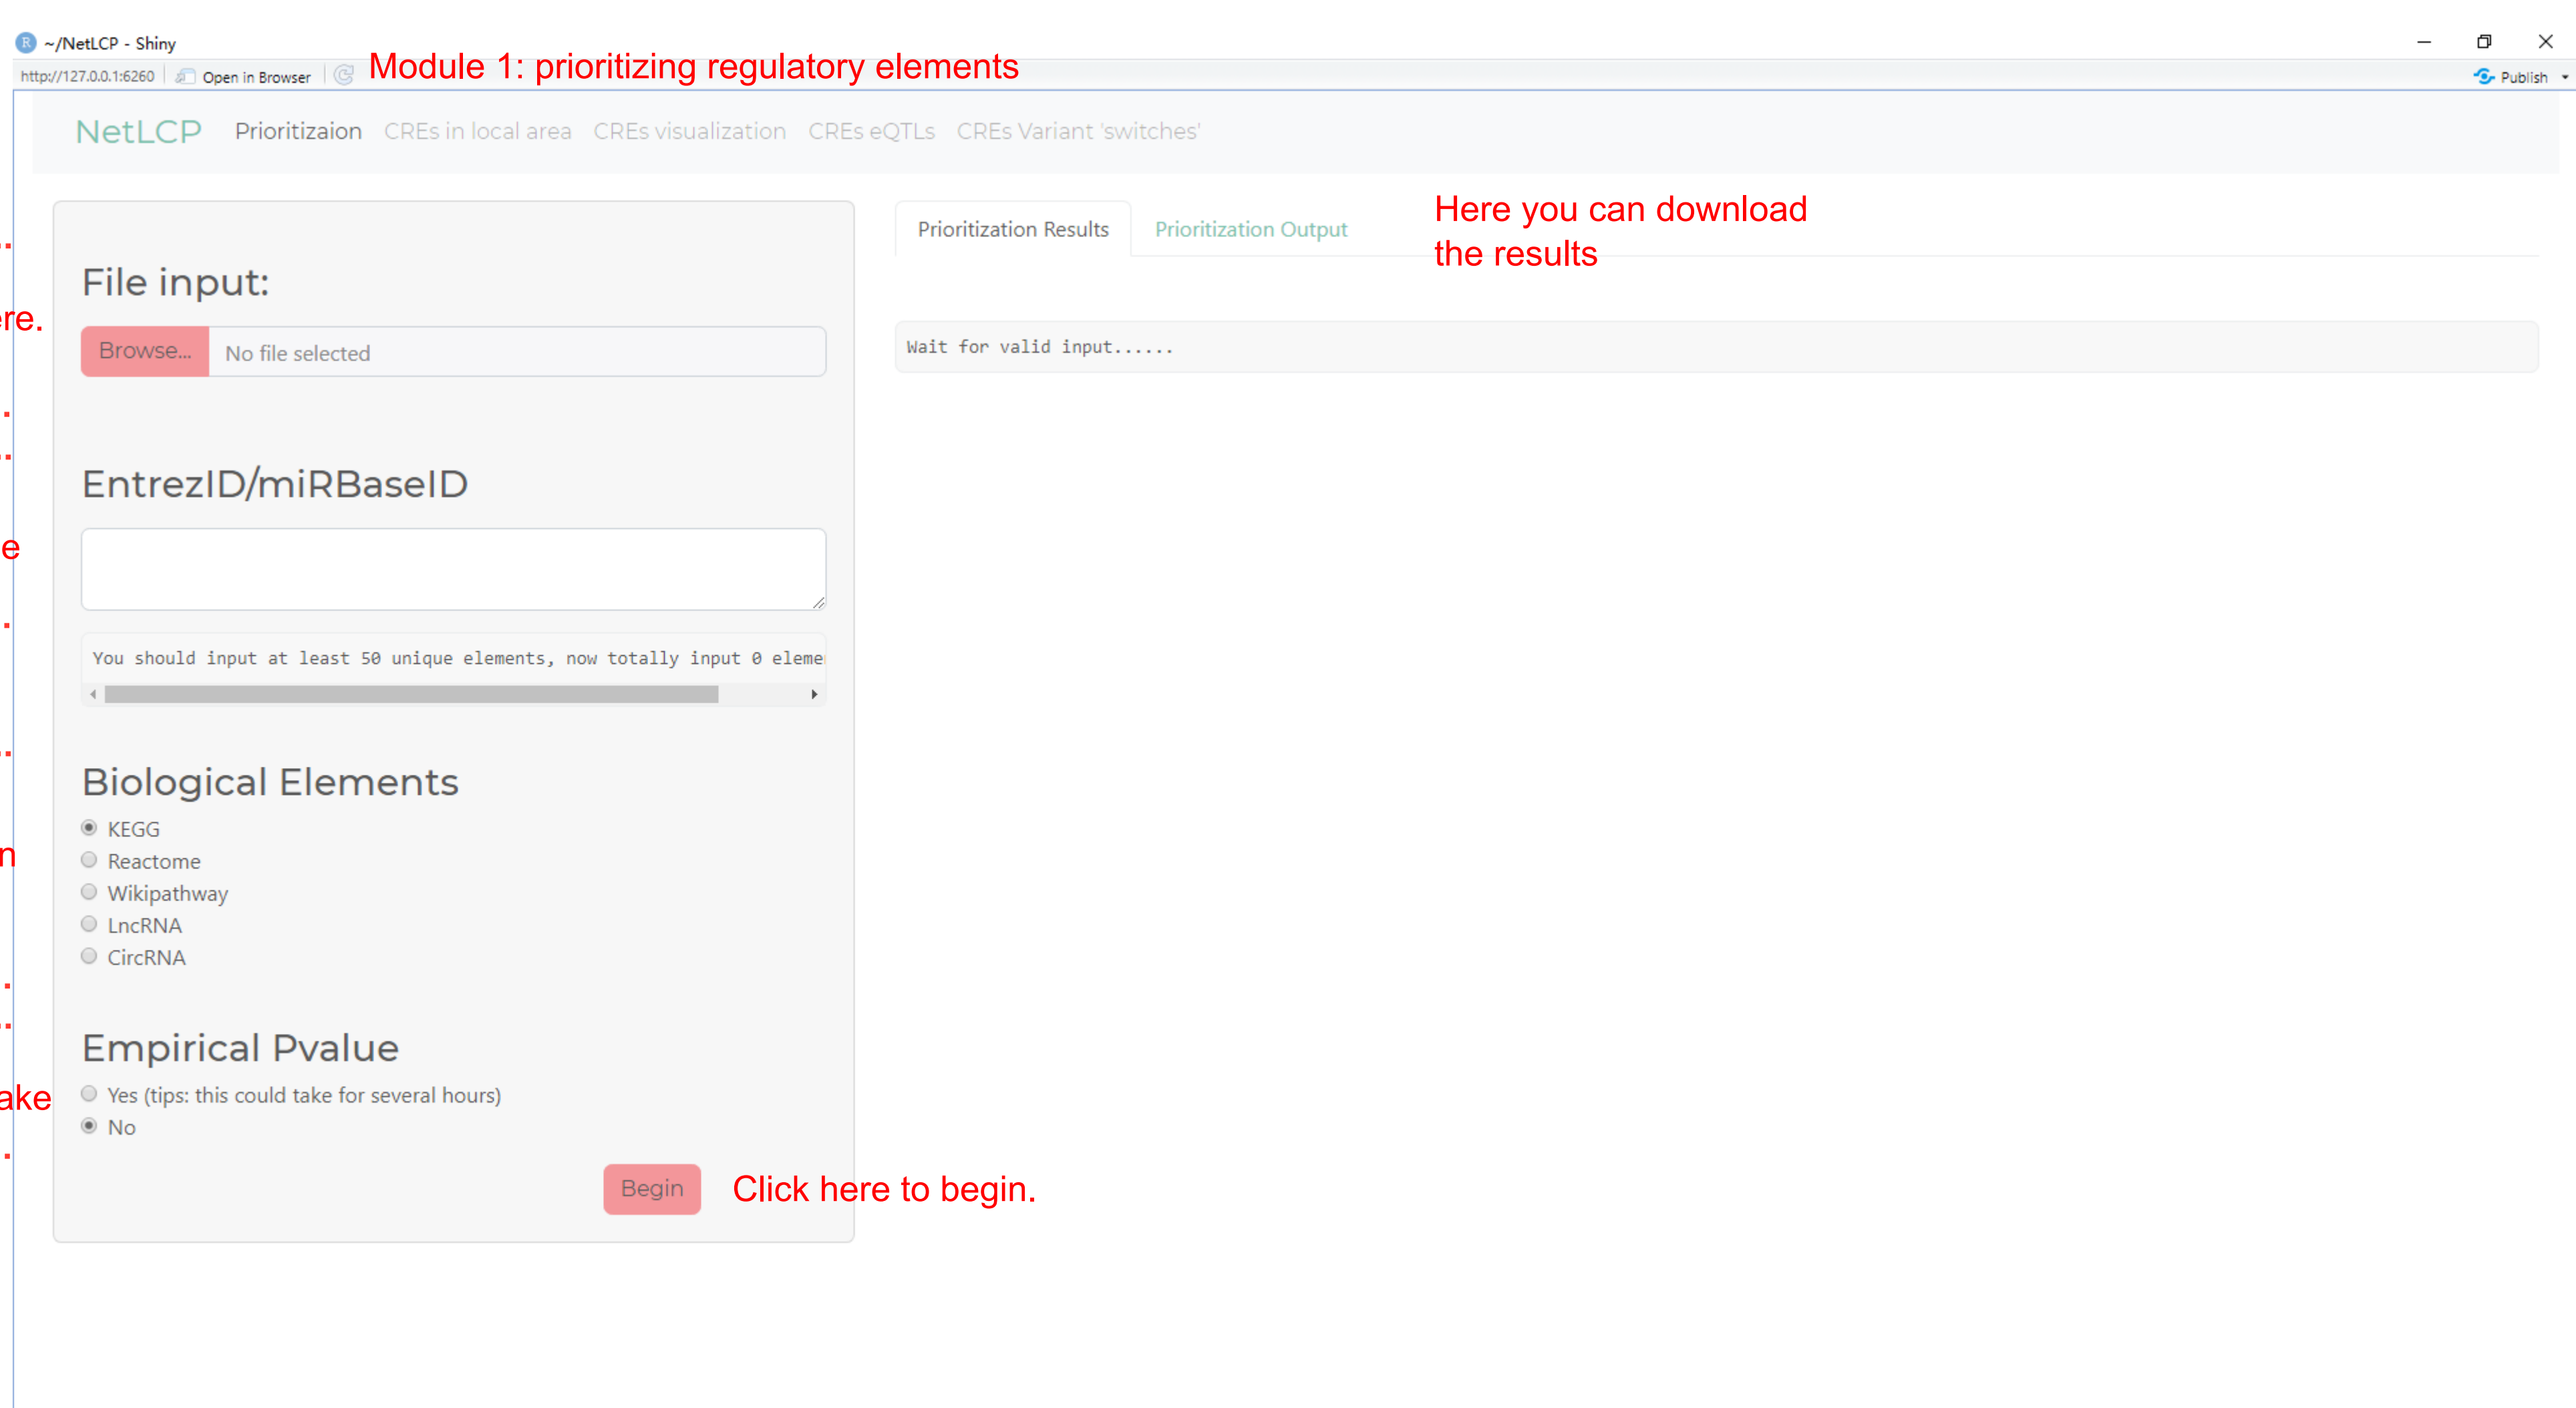 ~/NetLCP - Shiny
http://127.0.0.1:6260 Open in Browser Module 1: prioritizing regulatory elements Publish
NetLCP Prioritizaion CREs in local area CREs visualization CREs eQTLs CREs Variant 'switches'
Prioritization Results Prioritization Output
Here you can download
the results
File input:
Browse... No file selected
Wait for valid input......
EntrezID/miRBaseID
You should input at least 50 unique elements, now totally input 0 eleme
Biological Elements
KEGG
Reactome
Wikipathway
LncRNA
CircRNA
Empirical Pvalue
Yes (tips: this could take for several hours)
No
Begin Click here to begin.